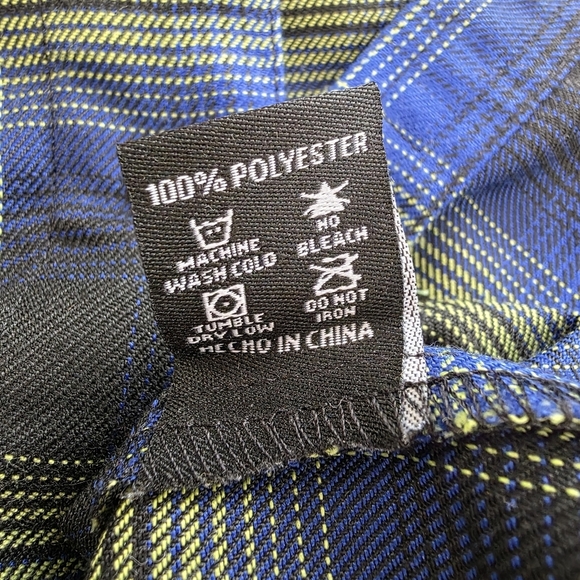 100% POLYESTER
MACHINE
WASH COLD
NO
BLEACH
TUMBLE
DRY LOW
DO NOT
IRON
HECHO IN CHINA